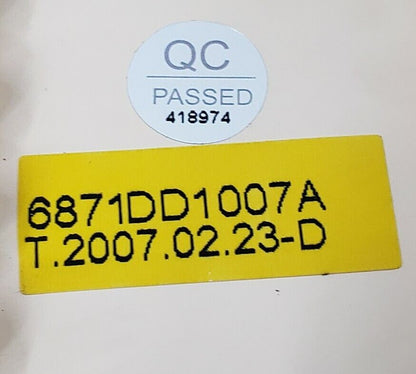 QC
PASSED
418974
6871DD1007A
T.2007.02.23-D